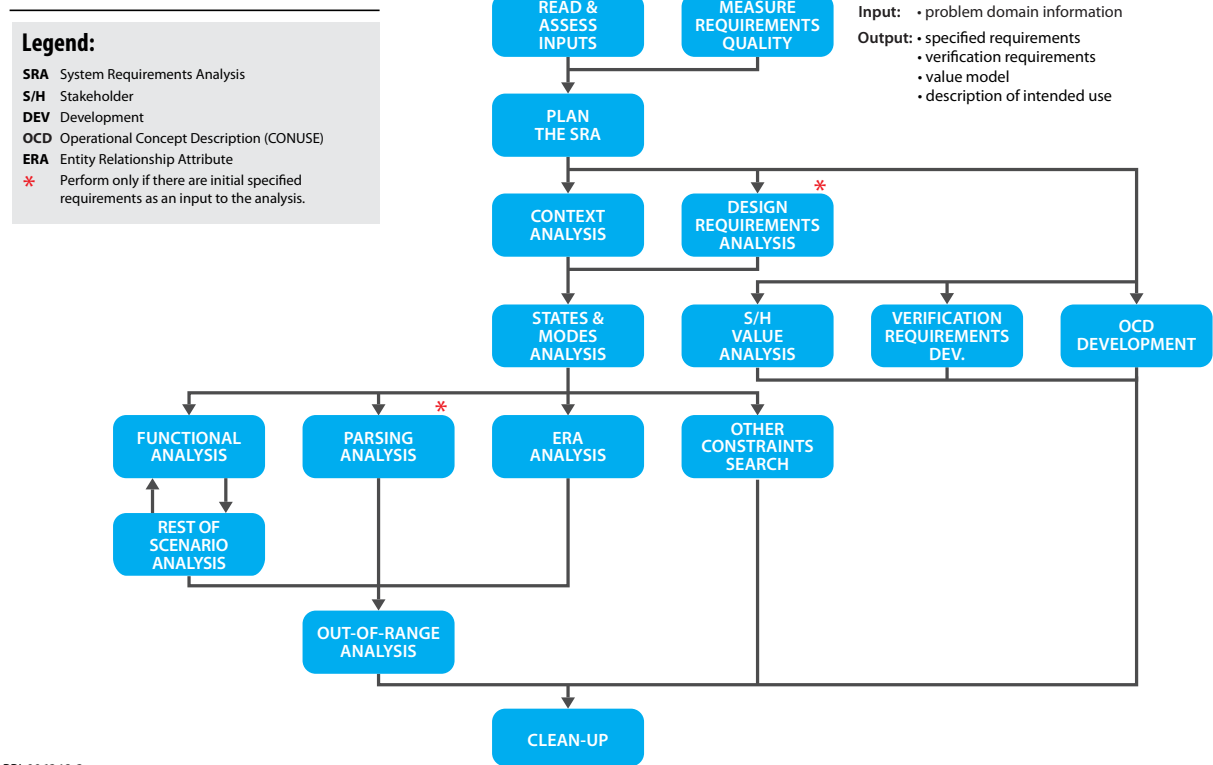 Legend:
SRA System Requirements Analysis
S/H Stakeholder
DEV Development
OCD Operational Concept Description (CONUSE)
ERA Entity Relationship Attribute
* Perform only if there are initial specified
requirements as an input to the analysis.
READ &
ASSESS
INPUTS
MEASURE
REQUIREMENTS
QUALITY
Input: • problem domain information
Output: • specified requirements
• verification requirements
• value model
• description of intended use
PLAN
THE SRA
CONTEXT
ANALYSIS
*
DESIGN
REQUIREMENTS
ANALYSIS
STATES &
MODES
ANALYSIS
S/H
VALUE
ANALYSIS
VERIFICATION
REQUIREMENTS
DEV.
OCD
DEVELOPMENT
FUNCTIONAL
ANALYSIS
*
PARSING
ANALYSIS
ERA
ANALYSIS
OTHER
CONSTRAINTS
SEARCH
REST OF
SCENARIO
ANALYSIS
OUT-OF-RANGE
ANALYSIS
CLEAN-UP